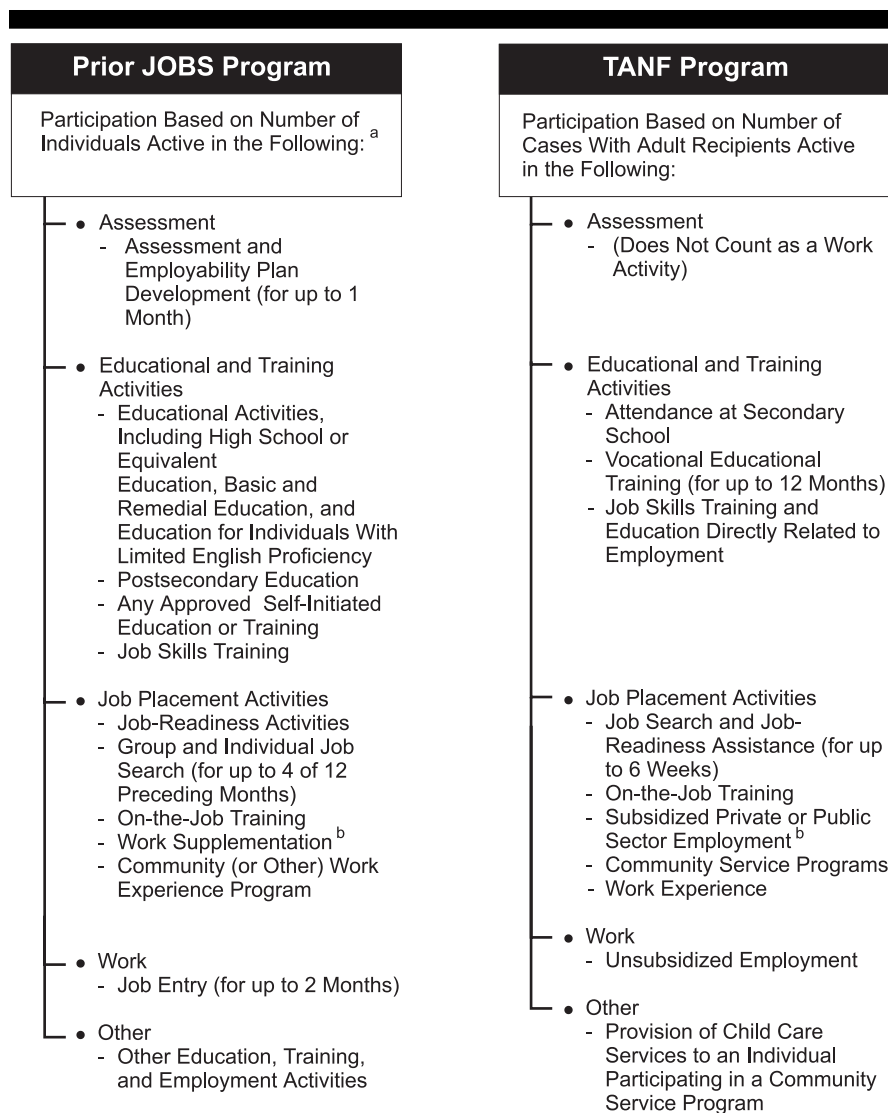 Prior JOBS Program
Participation Based on Number of
Individuals Active in the Following: a
• Assessment
- Assessment and
Employability Plan
Development (for up to 1
Month)
• Educational and Training
Activities
- Educational Activities,
Including High School or
Equivalent
Education, Basic and
Remedial Education, and
Education for Individuals With
Limited English Proficiency
- Postsecondary Education
- Any Approved Self-Initiated
Education or Training
- Job Skills Training
• Job Placement Activities
- Job-Readiness Activities
- Group and Individual Job
Search (for up to 4 of 12
Preceding Months)
- On-the-Job Training
- Work Supplementation b
- Community (or Other) Work
Experience Program
• Work
- Job Entry (for up to 2 Months)
• Other
- Other Education, Training,
and Employment Activities
TANF Program
Participation Based on Number of
Cases With Adult Recipients Active
in the Following:
• Assessment
- (Does Not Count as a Work
Activity)
• Educational and Training
Activities
- Attendance at Secondary
School
- Vocational Educational
Training (for up to 12 Months)
- Job Skills Training and
Education Directly Related to
Employment
• Job Placement Activities
- Job Search and Job-
Readiness Assistance (for up
to 6 Weeks)
- On-the-Job Training
- Subsidized Private or Public
Sector Employment b
- Community Service Programs
- Work Experience
• Work
- Unsubsidized Employment
• Other
- Provision of Child Care
Services to an Individual
Participating in a Community
Service Program